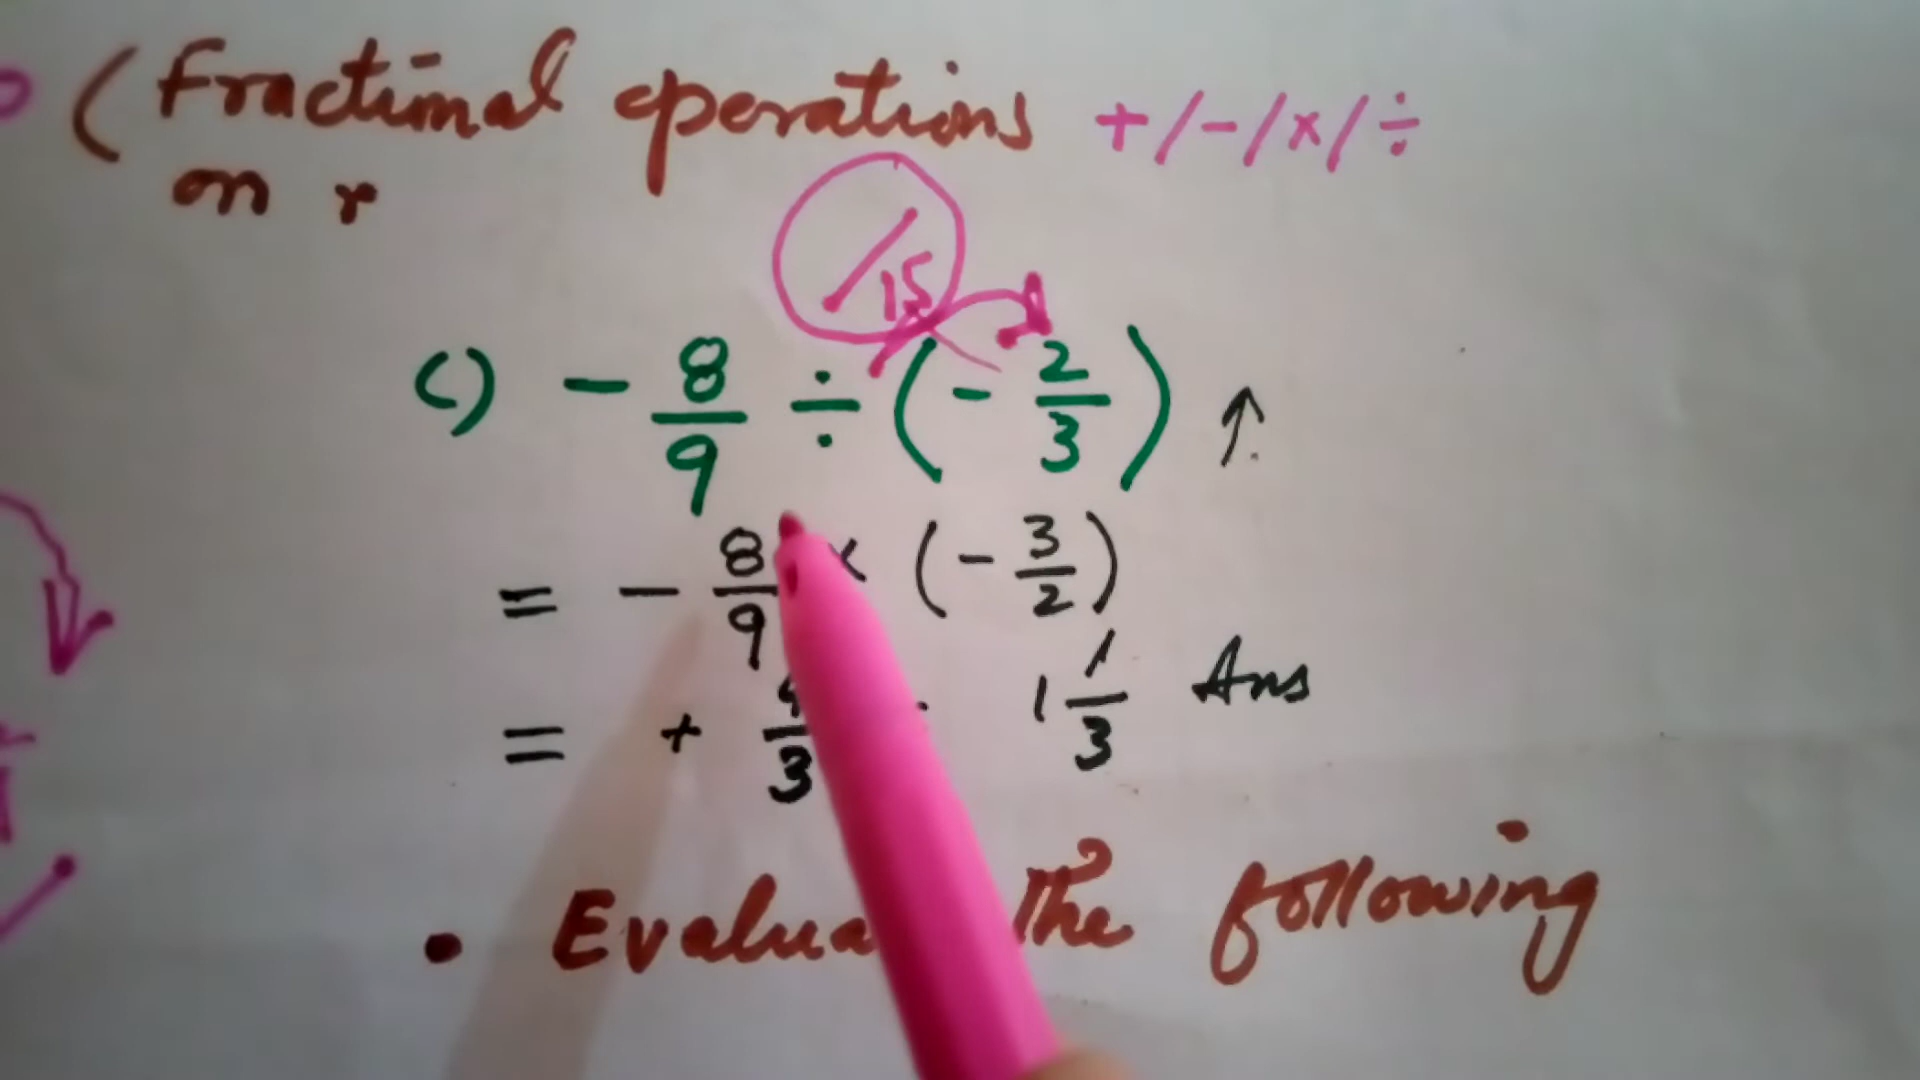 (Fractional operations +/-/×/÷
on r
/15
c) - 8/9 ÷ (- 2/3) ↑
= - 8/9 × (- 3/2)
= + 4/3 1 1/3 Ans
• Evalua the following